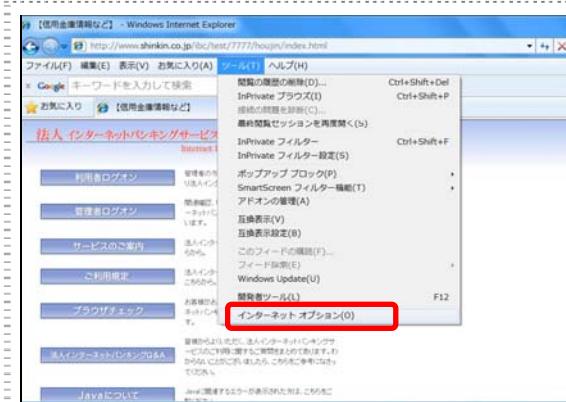 【信用金庫情報など】 - Windows Internet Explorer
http://www.shinkin.co.jp/ibc/test/7777/houjin/index.html
ファイル(F) 編集(E) 表示(V) お気に入り(A) ツール(T) ヘルプ(H)
Google キーワードを入力して検索
お気に入り 【信用金庫情報など】
閲覧の履歴の削除(D)... Ctrl+Shift+Del
InPrivate ブラウズ(I) Ctrl+Shift+P
接続の問題を診断(C)...
最終閲覧セッションを再度開く(S)
InPrivate フィルター Ctrl+Shift+F
InPrivate フィルター設定(S)
ポップアップ ブロック(P)
SmartScreen フィルター機能(T)
アドオンの管理(A)
互換表示(V)
互換表示設定(B)
このフィードの購読(F)...
フィード探索(E)
Windows Update(U)
開発者ツール(L) F12
インターネット オプション(O)
法人 インターネットバンキングサービス
利用者ログオン
管理者ログオン
サービスのご案内
ご利用規定
ブラウザチェック
法人インターネットバンキングQ&A
Javaについて